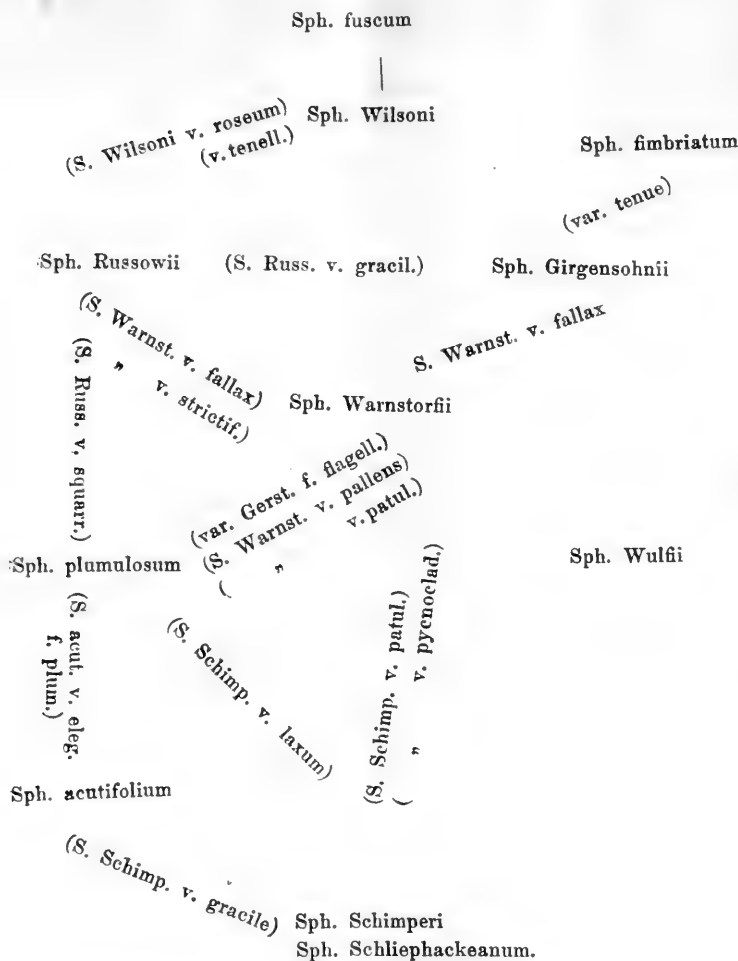 Sph. fuscum
Sph. Wilsoni
(S. Wilsoni v. roseum)
(v. tenell.)
Sph. fimbriatum
(var. tenue)
Sph. Russowii
(S. Russ. v. gracil.)
Sph. Girgensohnii
(S. Warnst. v. fallax)
„ v. strictif.)
S. Warnst. v. fallax
(S. Russ. v. squarr.)
Sph. Warnstorfii
(var. Gerst. f. flagell.)
(S. Warnst. v. pallens)
( „ v. patul.)
Sph. plumulosum
Sph. Wulfii
(S. acut. v. eleg.
f. plum.)
(S. Schimp. v. laxum)
(S. Schimp. v. patul.)
( „ v. pycnoclad.)
Sph. acutifolium
(S. Schimp. v. gracile)
Sph. Schimperi
Sph. Schliephackeanum.